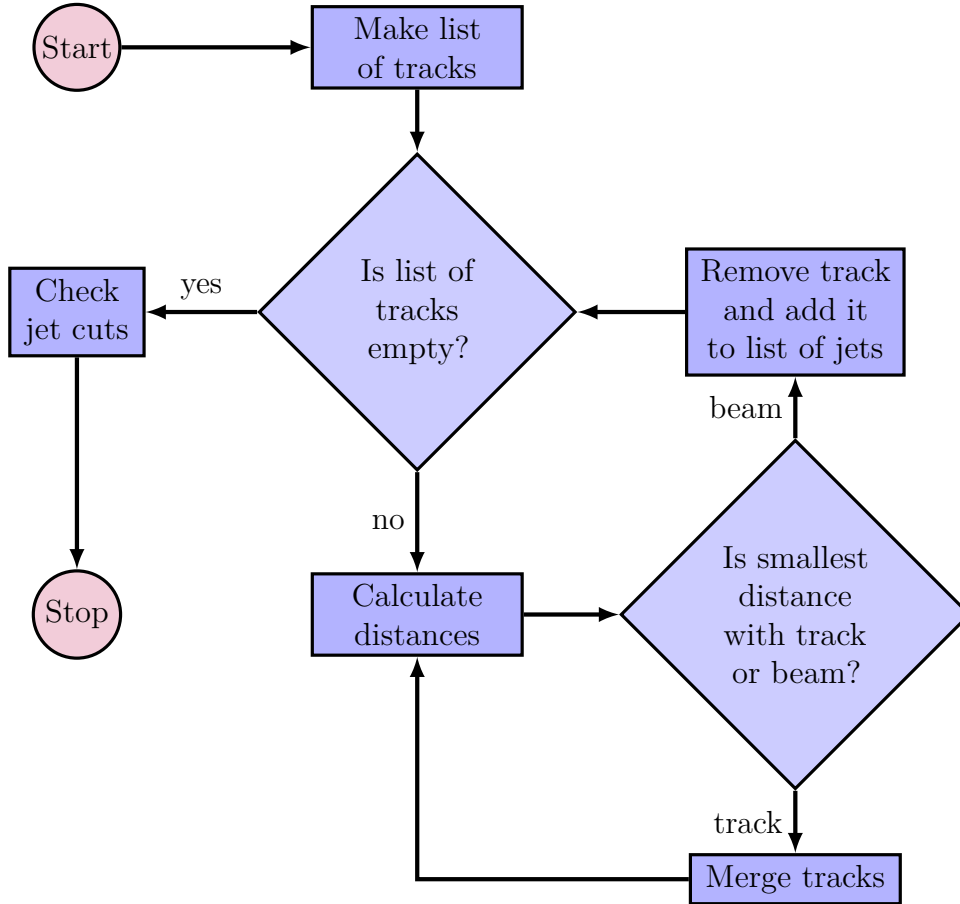 Start
Make list
of tracks
Is list of
tracks
empty?
yes
Check
jet cuts
Remove track
and add it
to list of jets
beam
no
Stop
Calculate
distances
Is smallest
distance
with track
or beam?
track
Merge tracks